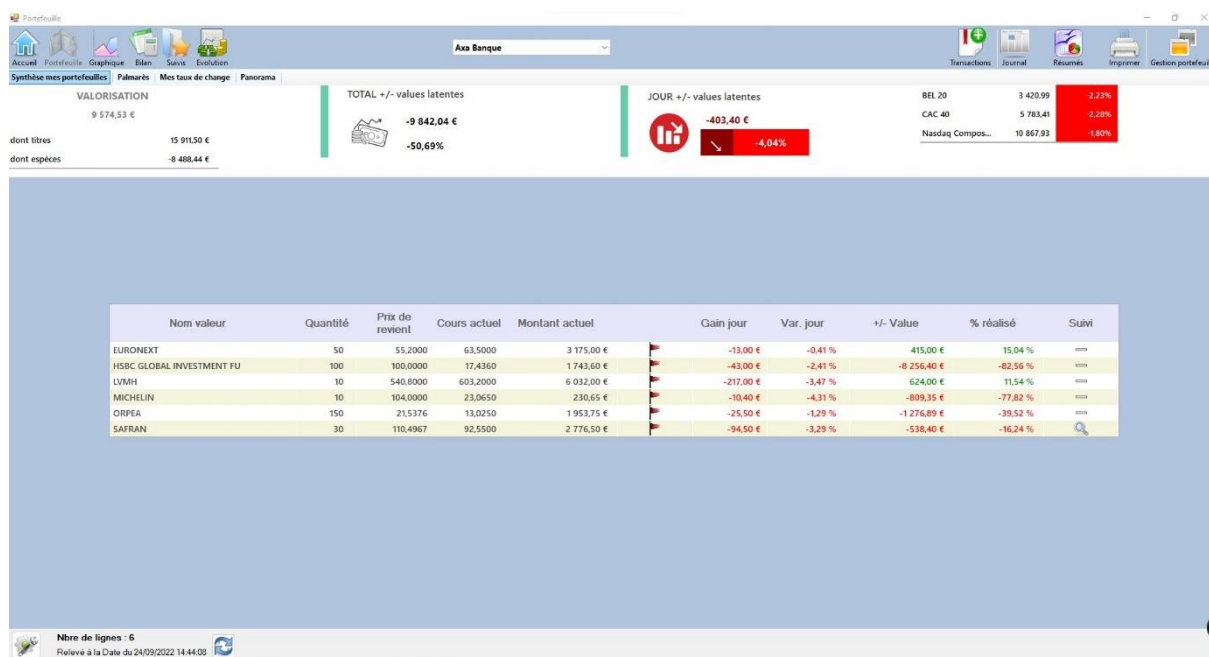 Portefeuille
Accueil Portefeuille Graphique Bilan Suivis Evolution
Axa Banque
Transactions Journal Résumés Imprimer Gestion portefeuil
Synthèse mes portefeuilles Palmarès Mes taux de change Panorama
VALORISATION
9 574,53 €
dont titres 15 911,50 €
dont espèces -8 488,44 €
TOTAL +/- values latentes
-9 842,04 €
-50,69%
JOUR +/- values latentes
-403,40 €
-4,04%
BEL 20 3 420,99 -2,23%
CAC 40 5 783,41 -2,28%
Nasdaq Compos... 10 867,93 -1,80%
Nom valeur Quantité Prix de revient Cours actuel Montant actuel Gain jour Var. jour +/- Value % réalisé Suivi
EURONEXT 50 55,2000 63,5000 3 175,00 € -13,00 € -0,41 % 415,00 € 15,04 %
HSBC GLOBAL INVESTMENT FU 100 100,0000 17,4360 1 743,60 € -43,00 € -2,41 % -8 256,40 € -82,56 %
LVMH 10 540,8000 603,2000 6 032,00 € -217,00 € -3,47 % 624,00 € 11,54 %
MICHELIN 10 104,0000 23,0650 230,65 € -10,40 € -4,31 % -809,35 € -77,82 %
ORPEA 150 21,5376 13,0250 1 953,75 € -25,50 € -1,29 % -1 276,89 € -39,52 %
SAFRAN 30 110,4967 92,5500 2 776,50 € -94,50 € -3,29 % -538,40 € -16,24 %
Nbre de lignes : 6
Relevé à la Date du 24/09/2022 14:44:08